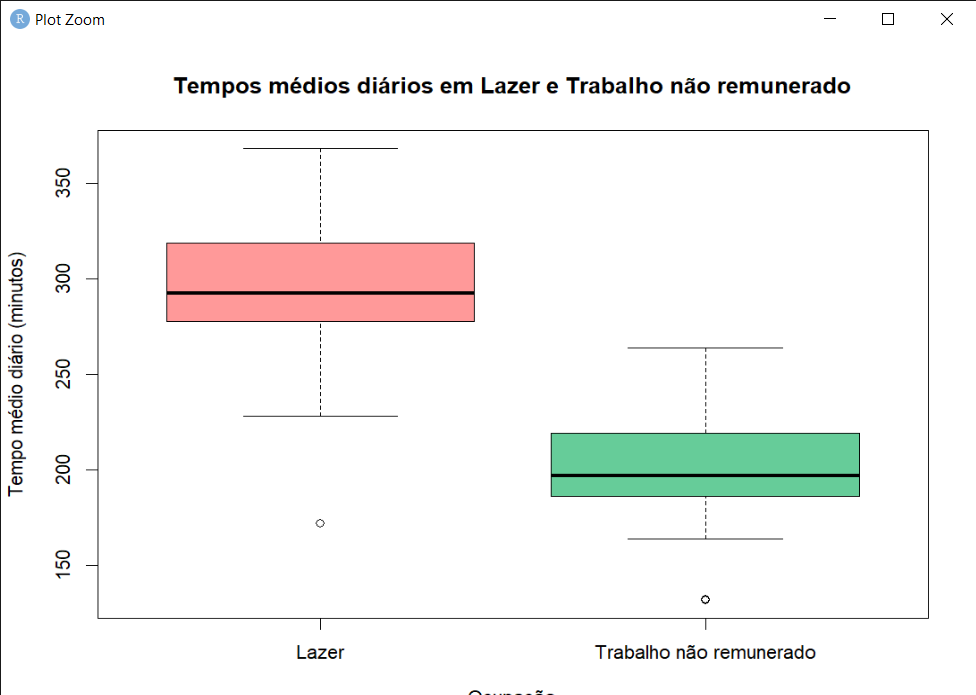 R Plot Zoom
Tempos médios diários em Lazer e Trabalho não remunerado
Tempo médio diário (minutos)
350
300
250
200
150
Lazer Trabalho não remunerado
Ocupação